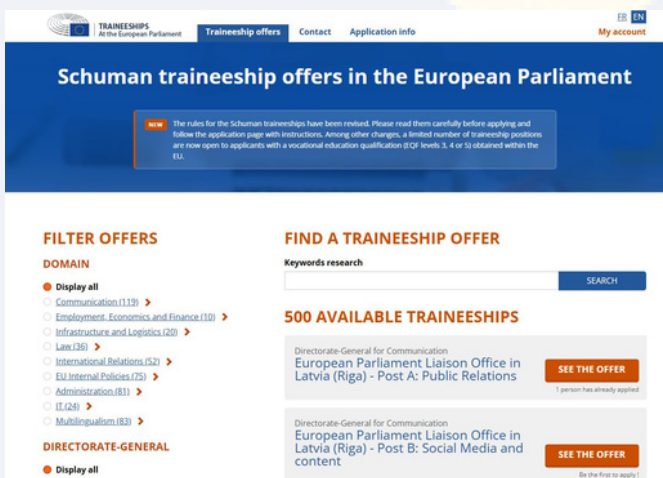 TRAINEESHIPS
At the European Parliament
Traineeship offers
Contact
Application info
FR EN
My account
Schuman traineeship offers in the European Parliament
NEW The rules for the Schuman traineeships have been revised. Please read them carefully before applying and
follow the application page with instructions. Among other changes, a limited number of traineeship positions
are now open to applicants with a vocational education qualification (EQF levels 3, 4 or 5) obtained within the
EU.
FILTER OFFERS
DOMAIN
Display all
Communication (119)
Employment, Economics and Finance (10)
Infrastructure and Logistics (20)
Law (36)
International Relations (52)
EU Internal Policies (75)
Administration (81)
IT (24)
Multilingualism (83)
DIRECTORATE-GENERAL
Display all
FIND A TRAINEESHIP OFFER
Keywords research
SEARCH
500 AVAILABLE TRAINEESHIPS
Directorate-General for Communication
European Parliament Liaison Office in
Latvia (Riga) - Post A: Public Relations
SEE THE OFFER
1 person has already applied
Directorate-General for Communication
European Parliament Liaison Office in
Latvia (Riga) - Post B: Social Media and
content
SEE THE OFFER
Be the first to apply !